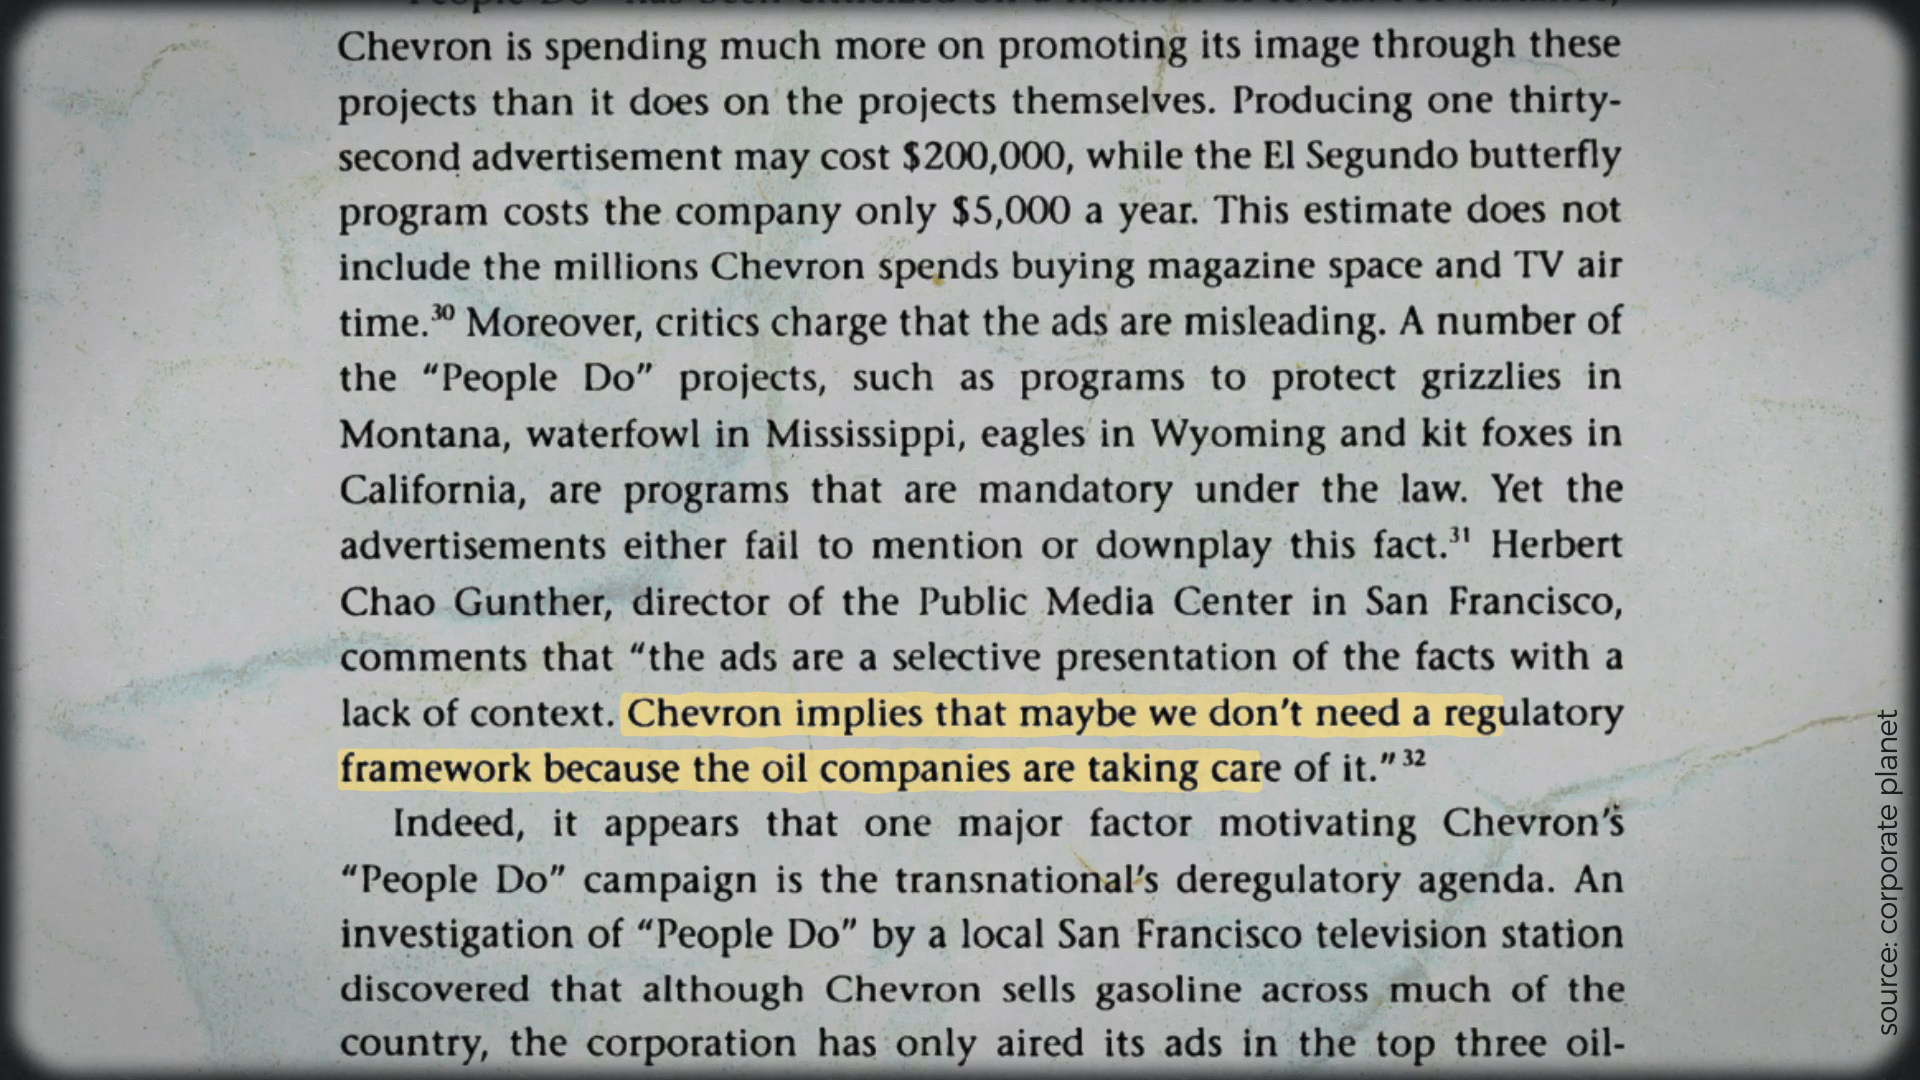 Chevron is spending much more on promoting its image through these
projects than it does on the projects themselves. Producing one thirty-
second advertisement may cost $200,000, while the El Segundo butterfly
program costs the company only $5,000 a year. This estimate does not
include the millions Chevron spends buying magazine space and TV air
time.³⁰ Moreover, critics charge that the ads are misleading. A number of
the “People Do” projects, such as programs to protect grizzlies in
Montana, waterfowl in Mississippi, eagles in Wyoming and kit foxes in
California, are programs that are mandatory under the law. Yet the
advertisements either fail to mention or downplay this fact.³¹ Herbert
Chao Gunther, director of the Public Media Center in San Francisco,
comments that “the ads are a selective presentation of the facts with a
lack of context. Chevron implies that maybe we don’t need a regulatory
framework because the oil companies are taking care of it.”³²
Indeed, it appears that one major factor motivating Chevron’s
“People Do” campaign is the transnational’s deregulatory agenda. An
investigation of “People Do” by a local San Francisco television station
discovered that although Chevron sells gasoline across much of the
country, the corporation has only aired its ads in the top three oil-
source: corporate planet